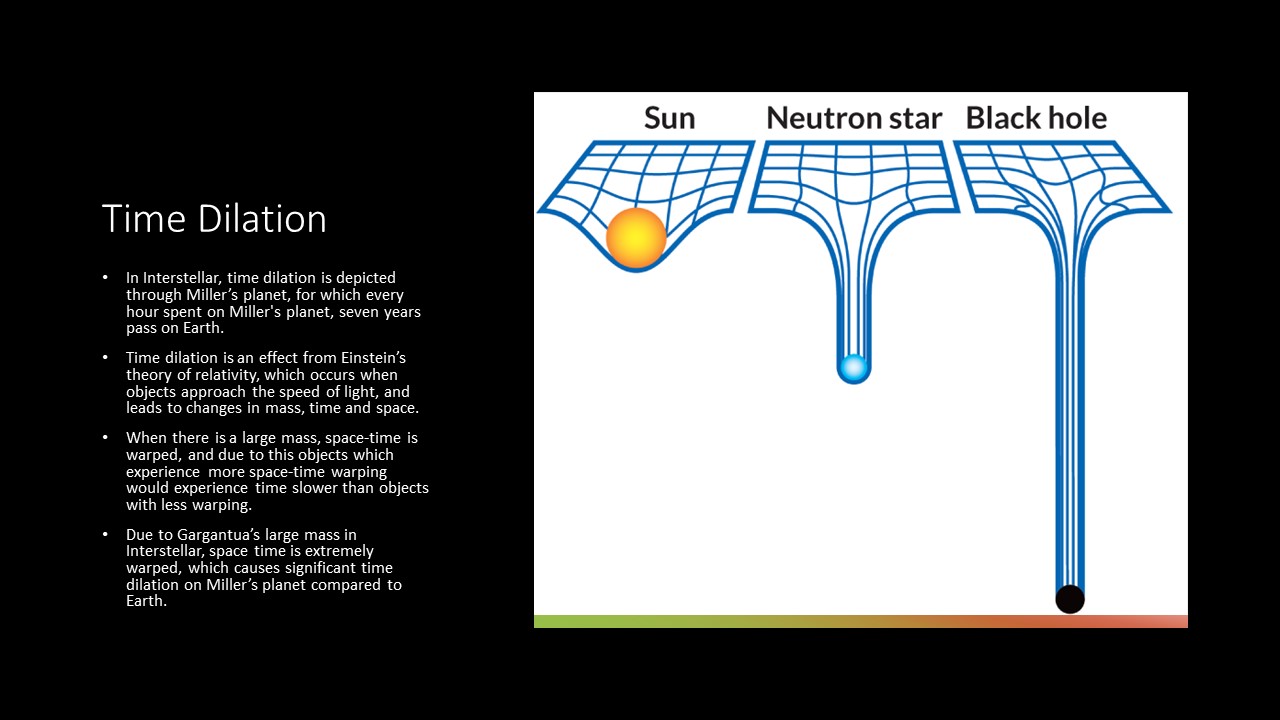 Time Dilation
• In Interstellar, time dilation is depicted
through Miller’s planet, for which every
hour spent on Miller's planet, seven years
pass on Earth.
• Time dilation is an effect from Einstein’s
theory of relativity, which occurs when
objects approach the speed of light, and
leads to changes in mass, time and space.
• When there is a large mass, space-time is
warped, and due to this objects which
experience more space-time warping
would experience time slower than objects
with less warping.
• Due to Gargantua’s large mass in
Interstellar, space time is extremely
warped, which causes significant time
dilation on Miller’s planet compared to
Earth.
Sun
Neutron star
Black hole